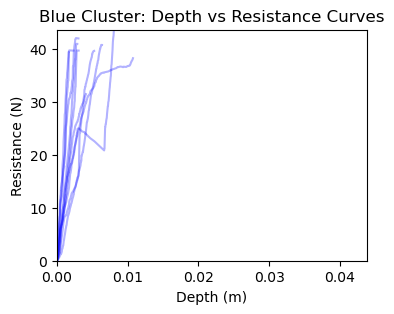 Blue Cluster: Depth vs Resistance Curves
40
30
20
10
0
Resistance (N)
0.00 0.01 0.02 0.03 0.04
Depth (m)